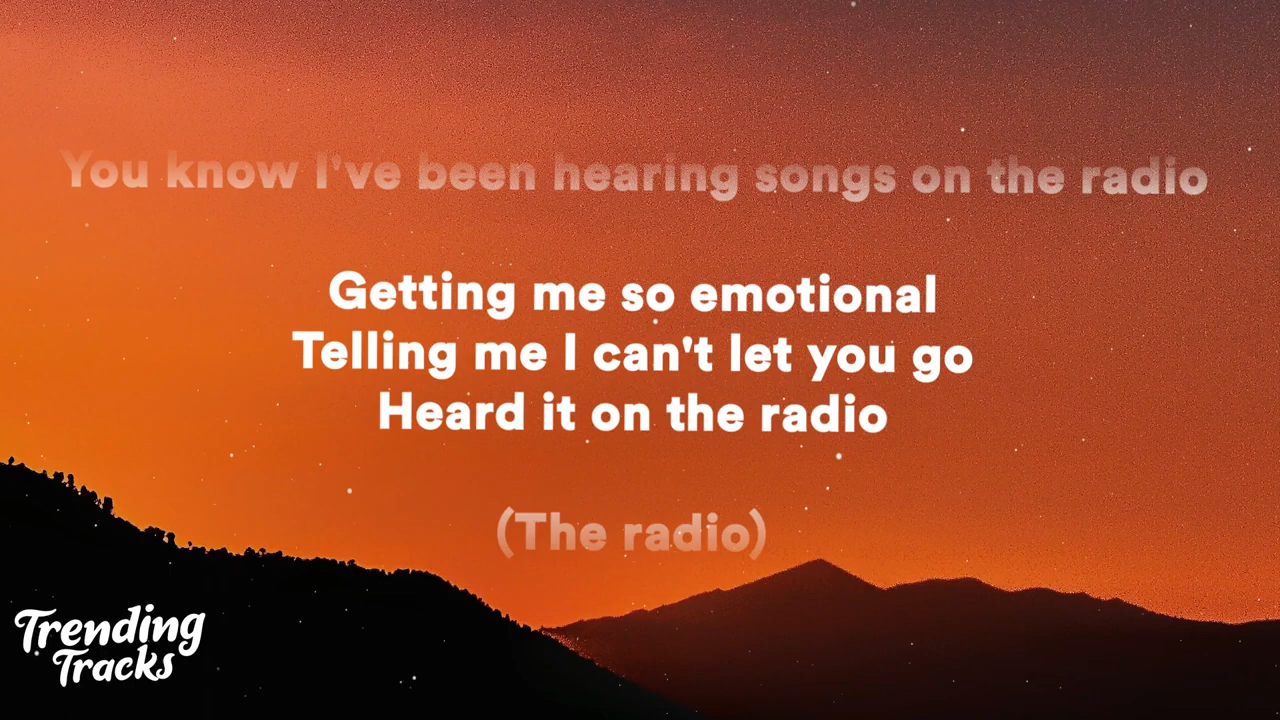 You know I've been hearing songs on the radio
Getting me so emotional
Telling me I can't let you go
Heard it on the radio
(The radio)
Trending
Tracks